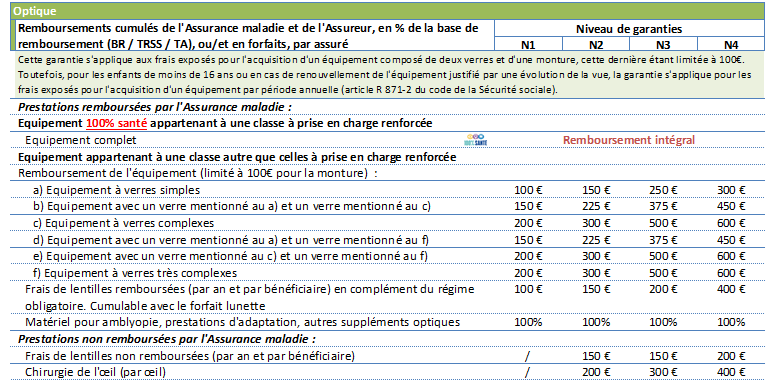 Optique
Remboursements cumulés de l'Assurance maladie et de l'Assureur, en % de la base de remboursement (BR / TRSS / TA), ou/et en forfaits, par assuré
Niveau de garanties
N1 N2 N3 N4
Cette garantie s'applique aux frais exposés pour l'acquisition d'un équipement composé de deux verres et d'une monture, cette dernière étant limitée à 100€.
Toutefois, pour les enfants de moins de 16 ans ou en cas de renouvellement de l'équipement justifié par une évolution de la vue, la garantie s'applique pour les
frais exposés pour l'acquisition d'un équipement par période annuelle (article R 871-2 du code de la Sécurité sociale).
Prestations remboursées par l'Assurance maladie :
Equipement 100% santé appartenant à une classe à prise en charge renforcée
Equipement complet 100% SANTÉ Remboursement intégral
Equipement appartenant à une classe autre que celles à prise en charge renforcée
Remboursement de l'équipement (limité à 100€ pour la monture) :
a) Equipement à verres simples 100 € 150 € 250 € 300 €
b) Equipement avec un verre mentionné au a) et un verre mentionné au c) 150 € 225 € 375 € 450 €
c) Equipement à verres complexes 200 € 300 € 500 € 600 €
d) Equipement avec un verre mentionné au a) et un verre mentionné au f) 150 € 225 € 375 € 450 €
e) Equipement avec un verre mentionné au c) et un verre mentionné au f) 200 € 300 € 500 € 600 €
f) Equipement à verres très complexes 200 € 300 € 500 € 600 €
Frais de lentilles remboursées (par an et par bénéficiaire) en complément du régime 100 € 150 € 200 € 400 €
obligatoire. Cumulable avec le forfait lunette
Matériel pour amblyopie, prestations d'adaptation, autres suppléments optiques 100% 100% 100% 100%
Prestations non remboursées par l'Assurance maladie :
Frais de lentilles non remboursées (par an et par bénéficiaire) / 150 € 150 € 200 €
Chirurgie de l'œil (par œil) / 200 € 300 € 400 €